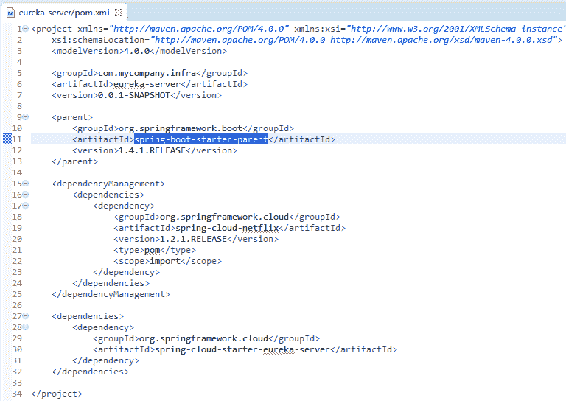 eureka-server/pom.xml
1 <project xmlns="http://maven.apache.org/POM/4.0.0" xmlns:xsi="http://www.w3.org/2001/XMLSchema-instance"
2 xsi:schemaLocation="http://maven.apache.org/POM/4.0.0 http://maven.apache.org/xsd/maven-4.0.0.xsd">
3 <modelVersion>4.0.0</modelVersion>
4
5 <groupId>com.mycompany.infra</groupId>
6 <artifactId>eureka-server</artifactId>
7 <version>0.0.1-SNAPSHOT</version>
8
9 <parent>
10 <groupId>org.springframework.boot</groupId>
11 <artifactId>spring-boot-starter-parent</artifactId>
12 <version>1.4.1.RELEASE</version>
13 </parent>
14
15 <dependencyManagement>
16 <dependencies>
17 <dependency>
18 <groupId>org.springframework.cloud</groupId>
19 <artifactId>spring-cloud-netflix</artifactId>
20 <version>1.2.1.RELEASE</version>
21 <type>pom</type>
22 <scope>import</scope>
23 </dependency>
24 </dependencies>
25 </dependencyManagement>
26
27 <dependencies>
28 <dependency>
29 <groupId>org.springframework.cloud</groupId>
30 <artifactId>spring-cloud-starter-eureka-server</artifactId>
31 </dependency>
32 </dependencies>
33
34 </project>